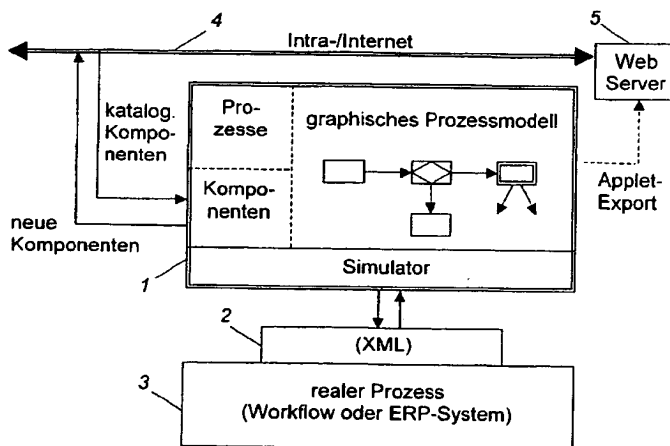 4
5
Intra-/Internet
Web
Server
katalog.
Kompo-
nenten
Pro-
zesse
graphisches Prozessmodell
Kompo-
nenten
Applet-
Export
neue
Komponenten
1
Simulator
2
(XML)
3
realer Prozess
(Workflow oder ERP-System)